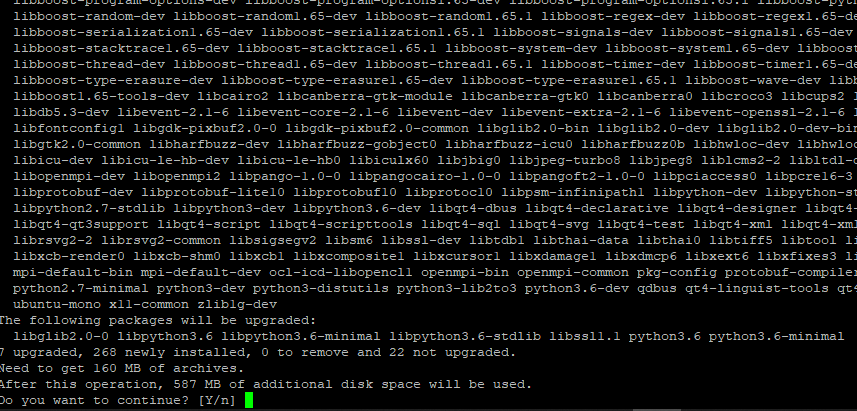 libboost-random-dev libboost-random1.65-dev libboost-random1.65.1 libboost-regex-dev libboost-regex1.65-de
libboost-serialization1.65-dev libboost-serialization1.65.1 libboost-signals-dev libboost-signals1.65-dev
libboost-stacktrace1.65-dev libboost-stacktrace1.65.1 libboost-system-dev libboost-system1.65-dev libboost
libboost-thread-dev libboost-thread1.65-dev libboost-thread1.65.1 libboost-timer-dev libboost-timer1.65-de
libboost-type-erasure-dev libboost-type-erasure1.65-dev libboost-type-erasure1.65.1 libboost-wave-dev libb
libboost1.65-tools-dev libcairo2 libcanberra-gtk-module libcanberra-gtk0 libcanberra0 libcroco3 libcups2 l
libdb5.3-dev libevent-2.1-6 libevent-core-2.1-6 libevent-dev libevent-extra-2.1-6 libevent-openssl-2.1-6 l
libfontconfig1 libgdk-pixbuf2.0-0 libgdk-pixbuf2.0-common libglib2.0-bin libglib2.0-dev libglib2.0-dev-bin
libgtk2.0-common libharfbuzz-dev libharfbuzz-gobject0 libharfbuzz-icu0 libharfbuzz0b libhwloc-dev libhwloc
libicu-dev libicu-le-hb-dev libicu-le-hb0 libiculx60 libjbig0 libjpeg-turbo8 libjpeg8 liblcms2-2 libltdl-d
libopenmpi-dev libopenmpi2 libpango-1.0-0 libpangocairo-1.0-0 libpangoft2-1.0-0 libpciaccess0 libpcre16-3
libprotobuf-dev libprotobuf-lite10 libprotobuf10 libprotoc10 libpsm-infinipath1 libpython-dev libpython-st
libpython2.7-stdlib libpython3-dev libpython3.6-dev libqt4-dbus libqt4-declarative libqt4-designer libqt4-
libqt4-qt3support libqt4-script libqt4-scripttools libqt4-sql libqt4-svg libqt4-test libqt4-xml libqt4-xml
librsvg2-2 librsvg2-common libsigsegv2 libsm6 libssl-dev libtdb1 libthai-data libthai0 libtiff5 libtool li
libxcb-render0 libxcb-shm0 libxcb1 libxcomposite1 libxcursor1 libxdamage1 libxdmcp6 libxext6 libxfixes3 l
mpi-default-bin mpi-default-dev ocl-icd-libopencl1 openmpi-bin openmpi-common pkg-config protobuf-compiler
python2.7-minimal python3-dev python3-distutils python3-lib2to3 python3.6-dev qdbus qt4-linguist-tools qt4
ubuntu-mono x11-common zlib1g-dev
The following packages will be upgraded:
libglib2.0-0 libpython3.6 libpython3.6-minimal libpython3.6-stdlib libssl1.1 python3.6 python3.6-minimal
7 upgraded, 268 newly installed, 0 to remove and 22 not upgraded.
Need to get 160 MB of archives.
After this operation, 587 MB of additional disk space will be used.
Do you want to continue? [Y/n]